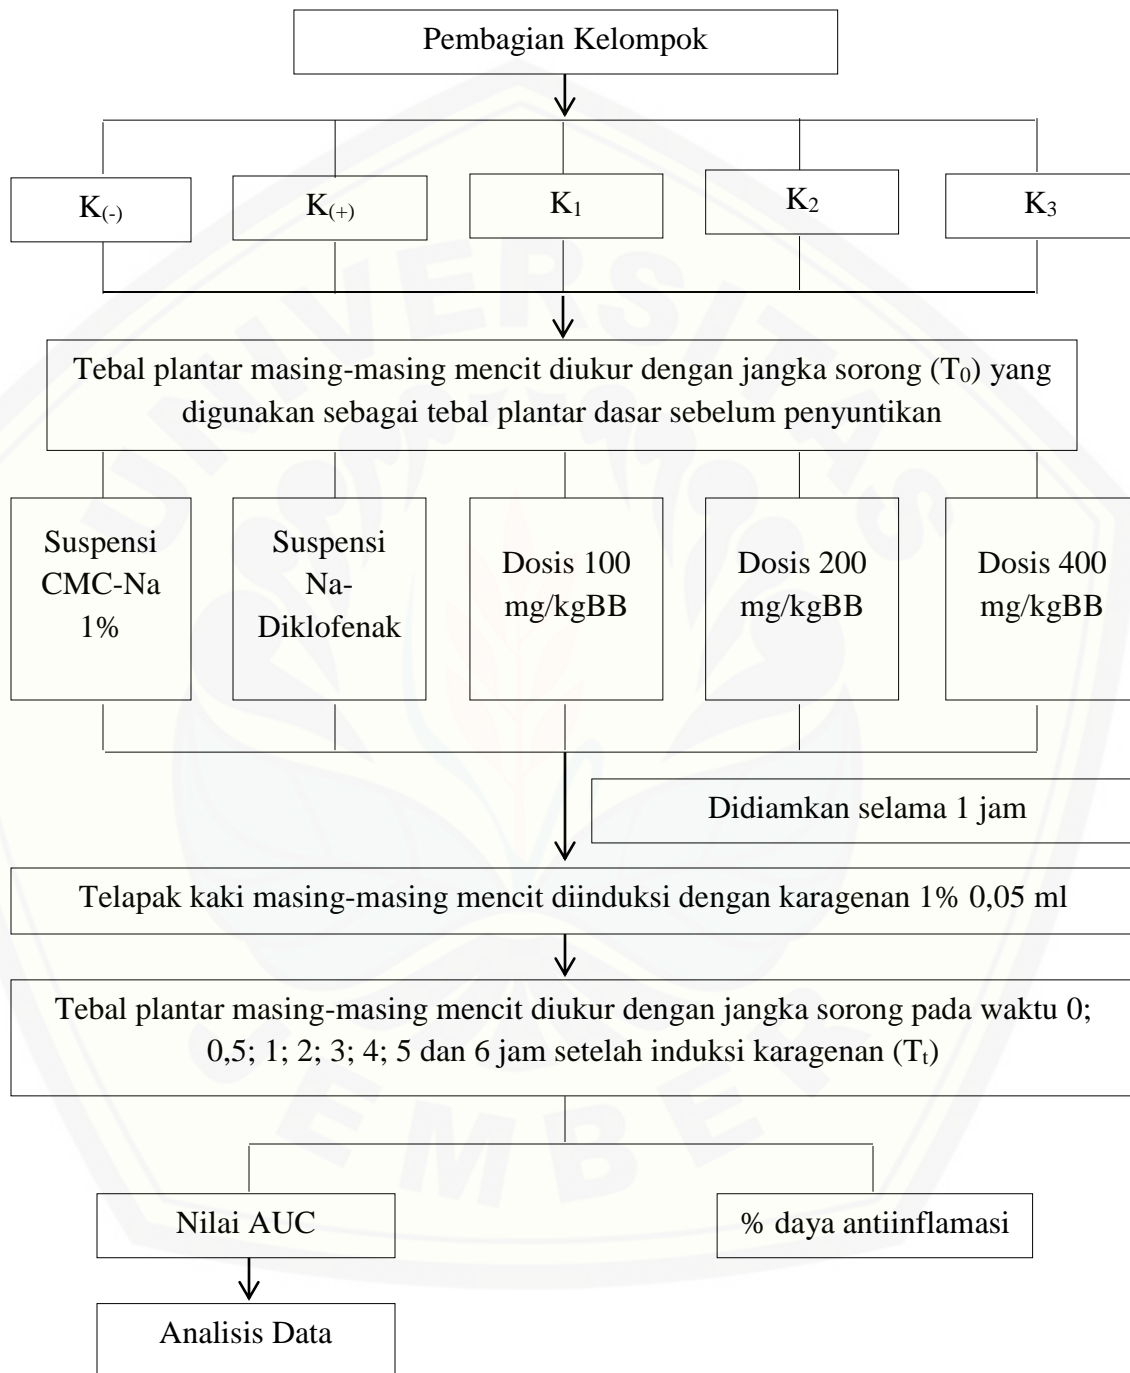 Pembagian Kelompok
K(-)
K(+)
K1
K2
K3
Tebal plantar masing-masing mencit diukur dengan jangka sorong (T0) yang
digunakan sebagai tebal plantar dasar sebelum penyuntikan
Suspensi
CMC-Na
1%
Suspensi
Na-
Diklofenak
Dosis 100
mg/kgBB
Dosis 200
mg/kgBB
Dosis 400
mg/kgBB
Didiamkan selama 1 jam
Telapak kaki masing-masing mencit diinduksi dengan karagenan 1% 0,05 ml
Tebal plantar masing-masing mencit diukur dengan jangka sorong pada waktu 0;
0,5; 1; 2; 3; 4; 5 dan 6 jam setelah induksi karagenan (Tt)
Nilai AUC
% daya antiinflamasi
Analisis Data
UNIVERSITAS
JEMBER